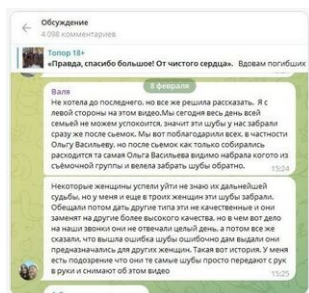 Обсуждение
4 098 комментариев
Топор 18+
«Правда, спасибо большое! От чистого сердца». Вдовам погибших
8 февраля
Валя
Не хотела до последнего, но все же решила рассказать. Я с
левой стороны на этом видео.Мы сегодня весь день всей
семьей не можем успокоится, значит эти шубы у нас забрали
сразу же после сьемок. Мы вот поблагодарили всех, в частности
Ольгу Васильеву, но после сьемок как только собирались
расходится та самая Ольга Васильева видимо набрала когото из
съёмочной группы и велела забрать шубы обратно.
15:24
Некоторые женщины успели уйти не знаю их дальнейшей
судьбы, но у меня и еще в троих женщин эти шубы забрали.
Обещали потом дать другие типа эти не качественные и они
заменят на другие более высокого качества, но в чем вот дело
на наши звонки они не отвечали целый день, а потом все же
сказали, что вышла ошибка шубы ошибочно дам выдали они
предназначались для других женщин. Такая вот история. У меня
есть подозрение что они те самые шубы просто передают с рук
в руки и снимают об этом видео
15:25